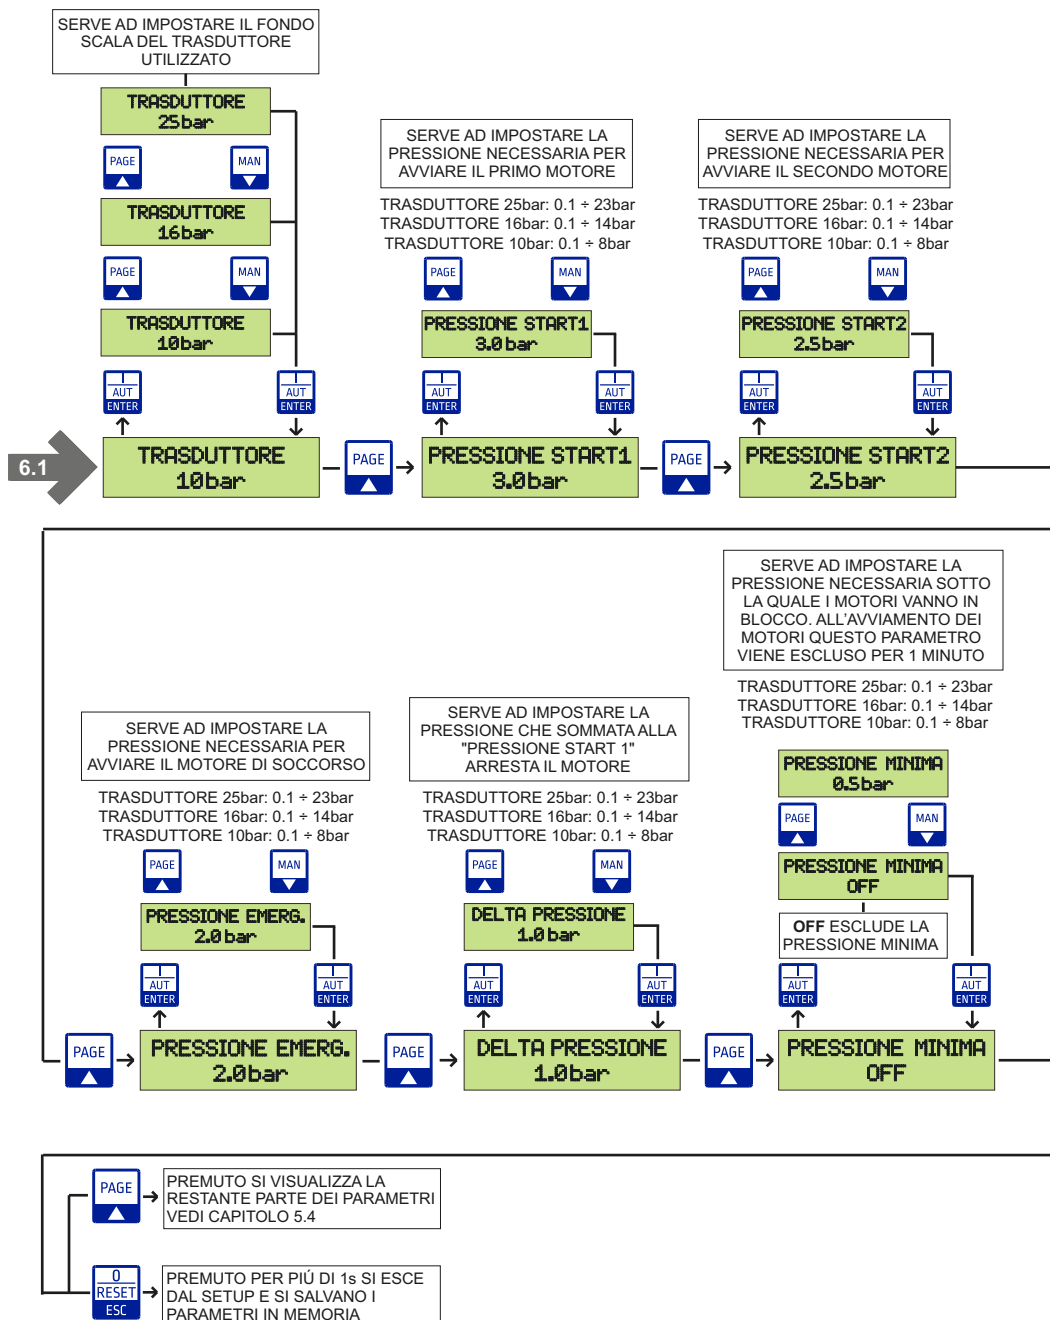 SERVE AD IMPOSTARE IL FONDO
SCALA DEL TRASDUTTORE
UTILIZZATO
TRASDUTTORE
25bar
PAGE
MAN
TRASDUTTORE
16bar
PAGE
MAN
TRASDUTTORE
10bar
I
AUT
ENTER
I
AUT
ENTER
6.1
TRASDUTTORE
10bar
PAGE
SERVE AD IMPOSTARE LA
PRESSIONE NECESSARIA PER
AVVIARE IL PRIMO MOTORE
TRASDUTTORE 25bar: 0.1 ÷ 23bar
TRASDUTTORE 16bar: 0.1 ÷ 14bar
TRASDUTTORE 10bar: 0.1 ÷ 8bar
PAGE
MAN
PRESSIONE START1
3.0 bar
I
AUT
ENTER
I
AUT
ENTER
PRESSIONE START1
3.0bar
PAGE
SERVE AD IMPOSTARE LA
PRESSIONE NECESSARIA PER
AVVIARE IL SECONDO MOTORE
TRASDUTTORE 25bar: 0.1 ÷ 23bar
TRASDUTTORE 16bar: 0.1 ÷ 14bar
TRASDUTTORE 10bar: 0.1 ÷ 8bar
PAGE
MAN
PRESSIONE START2
2.5bar
I
AUT
ENTER
I
AUT
ENTER
PRESSIONE START2
2.5bar
PAGE
SERVE AD IMPOSTARE LA
PRESSIONE NECESSARIA PER
AVVIARE IL MOTORE DI SOCCORSO
TRASDUTTORE 25bar: 0.1 ÷ 23bar
TRASDUTTORE 16bar: 0.1 ÷ 14bar
TRASDUTTORE 10bar: 0.1 ÷ 8bar
PAGE
MAN
PRESSIONE EMERG.
2.0 bar
I
AUT
ENTER
I
AUT
ENTER
PRESSIONE EMERG.
2.0bar
PAGE
SERVE AD IMPOSTARE LA
PRESSIONE CHE SOMMATA ALLA
"PRESSIONE START 1"
ARRESTA IL MOTORE
TRASDUTTORE 25bar: 0.1 ÷ 23bar
TRASDUTTORE 16bar: 0.1 ÷ 14bar
TRASDUTTORE 10bar: 0.1 ÷ 8bar
PAGE
MAN
DELTA PRESSIONE
1.0 bar
I
AUT
ENTER
I
AUT
ENTER
DELTA PRESSIONE
1.0bar
PAGE
SERVE AD IMPOSTARE LA
PRESSIONE NECESSARIA SOTTO
LA QUALE I MOTORI VANNO IN
BLOCCO. ALL'AVVIAMENTO DEI
MOTORI QUESTO PARAMETRO
VIENE ESCLUSO PER 1 MINUTO
TRASDUTTORE 25bar: 0.1 ÷ 23bar
TRASDUTTORE 16bar: 0.1 ÷ 14bar
TRASDUTTORE 10bar: 0.1 ÷ 8bar
PRESSIONE MINIMA
0.5bar
PAGE
MAN
PRESSIONE MINIMA
OFF
OFF ESCLUDE LA
PRESSIONE MINIMA
I
AUT
ENTER
I
AUT
ENTER
PRESSIONE MINIMA
OFF
PAGE
PREMUTO SI VISUALIZZA LA
RESTANTE PARTE DEI PARAMETRI
VEDI CAPITOLO 5.4
0
RESET
ESC
PREMUTO PER PIÚ DI 1s SI ESCE
DAL SETUP E SI SALVANO I
PARAMETRI IN MEMORIA